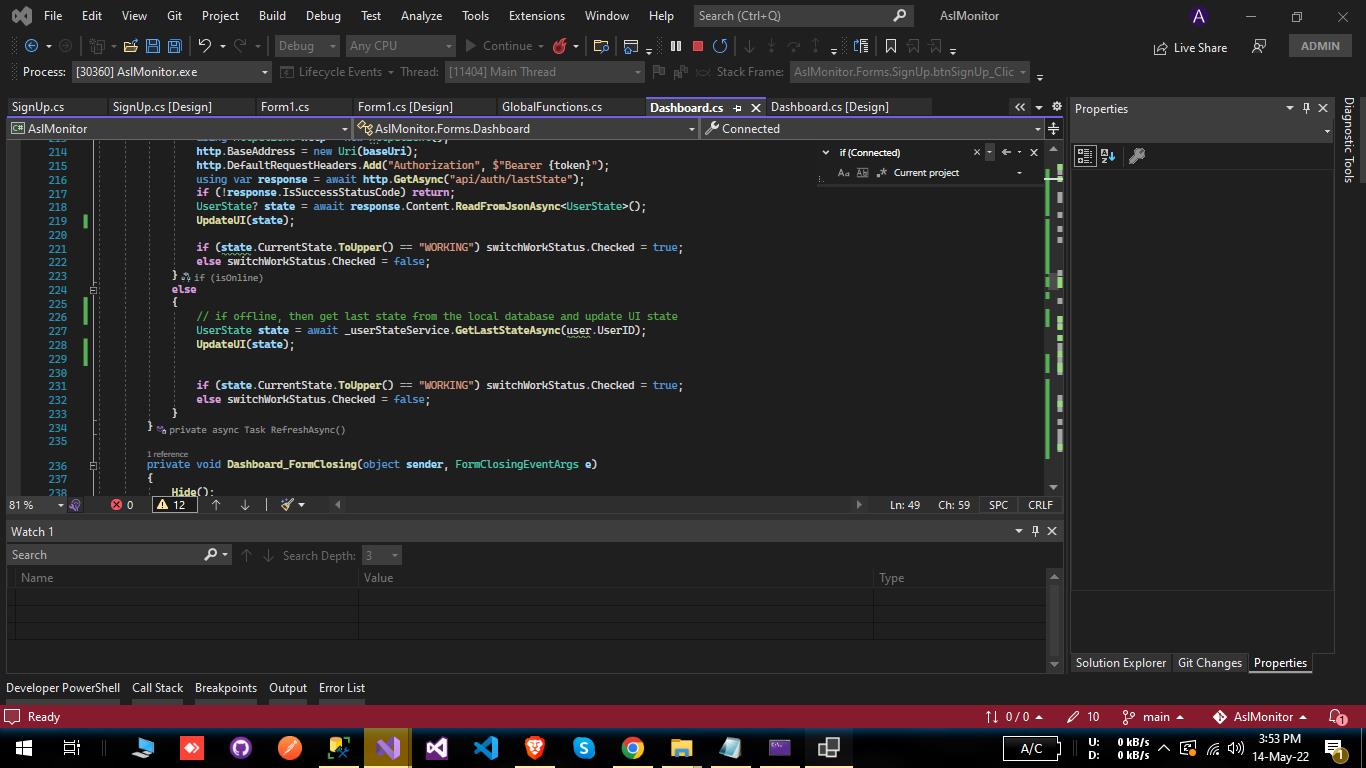 File Edit View Git Project Build Debug Test Analyze Tools Extensions Window Help Search (Ctrl+Q) AslMonitor A
Debug Any CPU Continue Live Share ADMIN
Process: [30360] AslMonitor.exe Lifecycle Events Thread: [11404] Main Thread Stack Frame: AslMonitor.Forms.SignUp.btnSignUp_Clic
SignUp.cs SignUp.cs [Design] Form1.cs Form1.cs [Design] GlobalFunctions.cs Dashboard.cs Dashboard.cs [Design] Properties
C# AslMonitor AslMonitor.Forms.Dashboard Connected
214 http.BaseAddress = new Uri(baseUri);
215 http.DefaultRequestHeaders.Add("Authorization", $"Bearer {token}");
216 using var response = await http.GetAsync("api/auth/lastState");
217 if (!response.IsSuccessStatusCode) return;
218 UserState? state = await response.Content.ReadFromJsonAsync<UserState>();
219 UpdateUI(state);
220
221 if (state.CurrentState.ToUpper() == "WORKING") switchWorkStatus.Checked = true;
222 else switchWorkStatus.Checked = false;
223 } if (isOnline)
224 else
225 {
226 // if offline, then get last state from the local database and update UI state
227 UserState state = await _userStateService.GetLastStateAsync(user.UserID);
228 UpdateUI(state);
229
230
231 if (state.CurrentState.ToUpper() == "WORKING") switchWorkStatus.Checked = true;
232 else switchWorkStatus.Checked = false;
233 }
234 } private async Task RefreshAsync()
235
1 reference
236 private void Dashboard_FormClosing(object sender, FormClosingEventArgs e)
237 {
238 Hide();
if (Connected)
Aa Ab .* Current project
Diagnostic Tools
81 % 0 12 Ln: 49 Ch: 59 SPC CRLF
Watch 1
Search Search Depth: 3
Name Value Type
Solution Explorer Git Changes Properties
Developer PowerShell Call Stack Breakpoints Output Error List
Ready 0 / 0 10 main AslMonitor 1
A/C U: 0 kB/s
D: 0 kB/s
3:53 PM
14-May-22
1